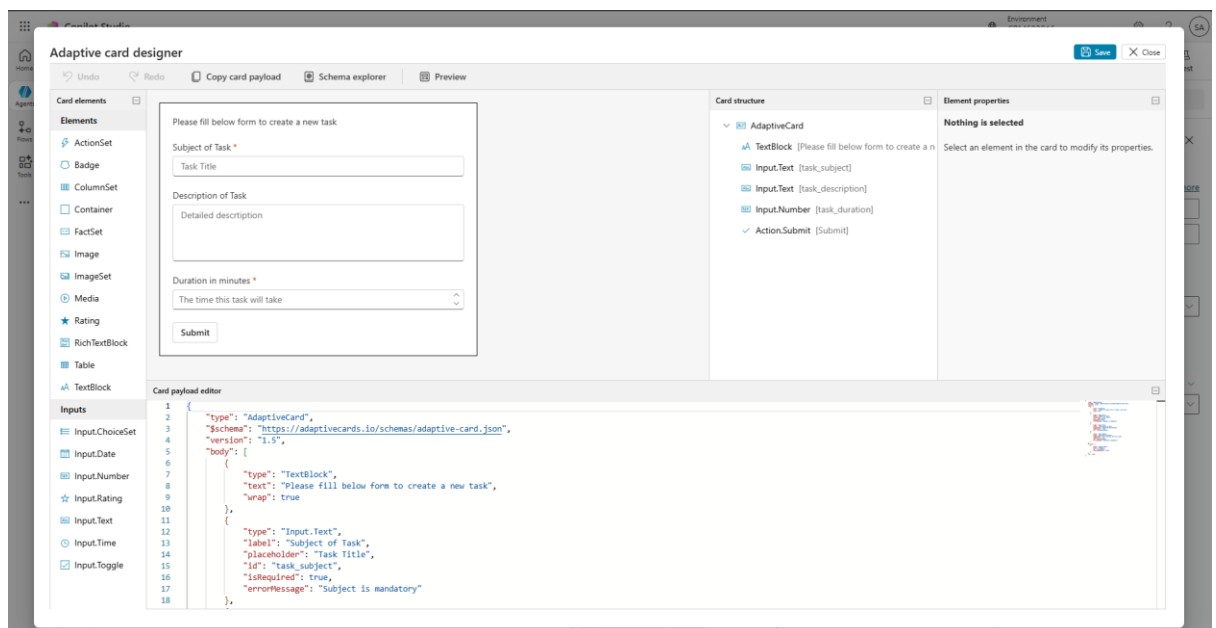 Copilot Studio
Environment
SA
Home
Agents
Flows
Tools
Adaptive card designer
Save
Close
Undo
Redo
Copy card payload
Schema explorer
Preview
Card elements
Elements
ActionSet
Badge
ColumnSet
Container
FactSet
Image
ImageSet
Media
Rating
RichTextBlock
Table
TextBlock
Inputs
Input.ChoiceSet
Input.Date
Input.Number
Input.Rating
Input.Text
Input.Time
Input.Toggle
Please fill below form to create a new task
Subject of Task *
Task Title
Description of Task
Detailed descrtiption
Duration in minutes *
The time this task will take
Submit
Card structure
AdaptiveCard
TextBlock [Please fill below form to create a n
Input.Text [task_subject]
Input.Text [task_description]
Input.Number [task_duration]
Action.Submit [Submit]
Element properties
Nothing is selected
Select an element in the card to modify its properties.
Card payload editor
1 {
2 "type": "AdaptiveCard",
3 "$schema": "https://adaptivecards.io/schemas/adaptive-card.json",
4 "version": "1.5",
5 "body": [
6 {
7 "type": "TextBlock",
8 "text": "Please fill below form to create a new task",
9 "wrap": true
10 },
11 {
12 "type": "Input.Text",
13 "label": "Subject of Task",
14 "placeholder": "Task Title",
15 "id": "task_subject",
16 "isRequired": true,
17 "errorMessage": "Subject is mandatory"
18 },